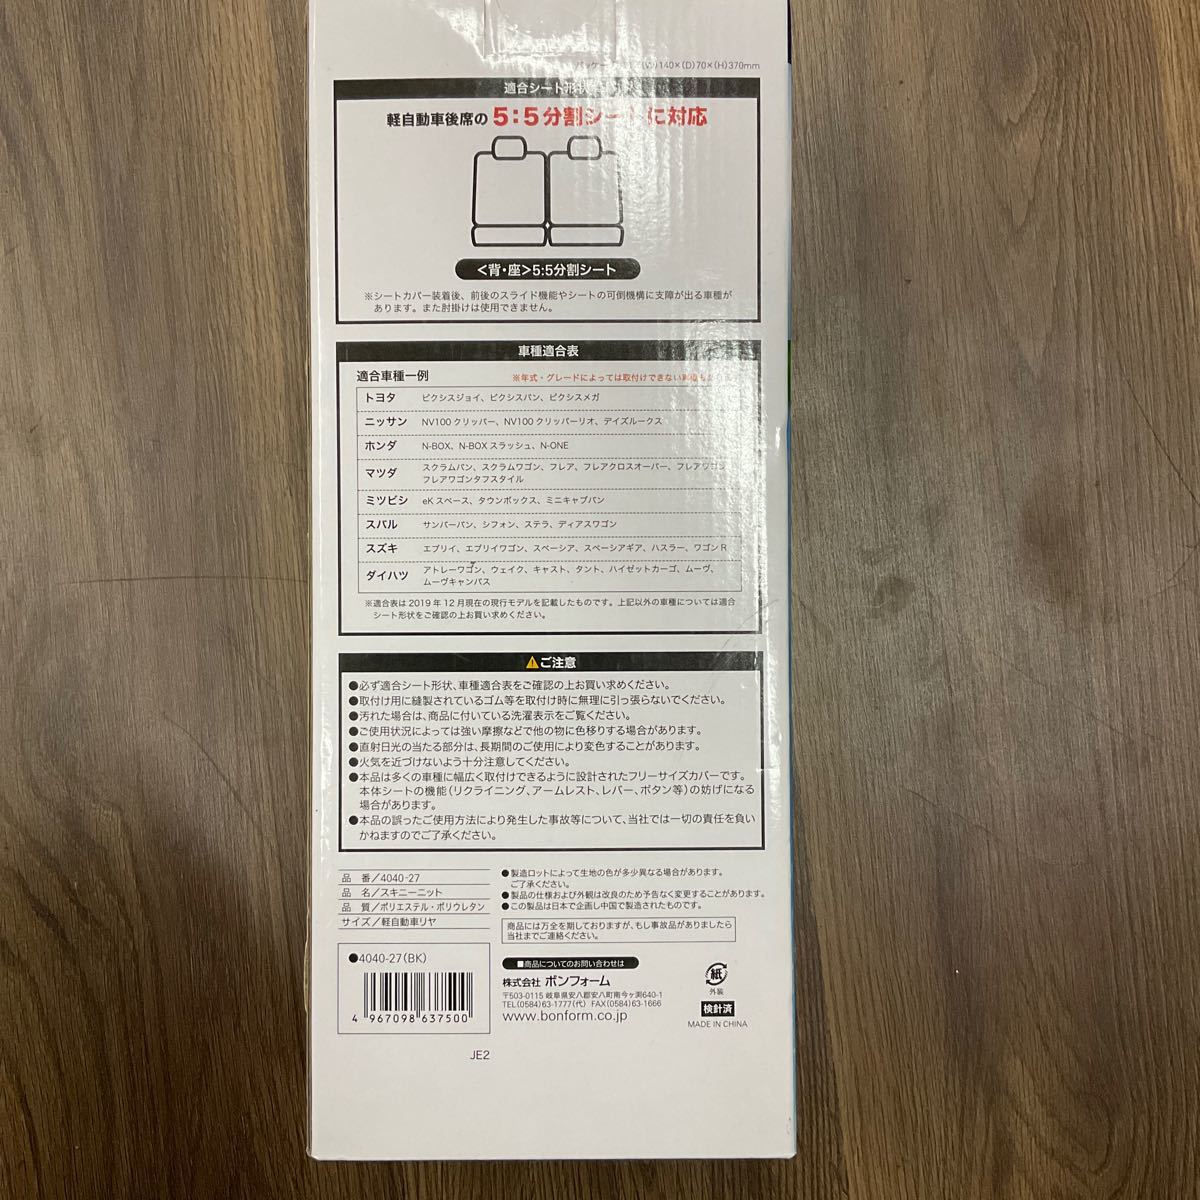 (W)140×(D)70×(H)370mm
適合シート形状
軽自動車後席の5:5分割シートに対応
<背・座>5:5分割シート
※シートカバー装着後、前後のスライド機能やシートの可倒機構に支障が出る車種が
あります。また肘掛けは使用できません。
車種適合表
適合車種一例 ※年式・グレードによっては取付けできない車種も
トヨタ ピクシスジョイ、ピクシスバン、ピクシスメガ
ニッサン NV100クリッパー、NV100クリッパーリオ、デイズルークス
ホンダ N-BOX、N-BOXスラッシュ、N-ONE
マツダ スクラムバン、スクラムワゴン、フレア、フレアクロスオーバー、フレアワゴン
フレアワゴンタフスタイル
ミツビシ eKスペース、タウンボックス、ミニキャブバン
スバル サンバーバン、シフォン、ステラ、ディアスワゴン
スズキ エブリイ、エブリイワゴン、スペーシア、スペーシアギア、ハスラー、ワゴンR
ダイハツ アトレーワゴン、ウェイク、キャスト、タント、ハイゼットカーゴ、ムーヴ、
ムーヴキャンバス
※適合表は2019年12月現在の現行モデルを記載したものです。上記以外の車種については適合
シート形状をご確認の上お買い求めください。
ご注意
●必ず適合シート形状、車種適合表をご確認の上お買い求めください。
●取付け用に縫製されているゴム等を取付け時に無理に引っ張らないでください。
●汚れた場合は、商品に付いている洗濯表示をご覧ください。
●ご使用状況によっては強い摩擦などで他の物に色移りする場合があります。
●直射日光の当たる部分は、長期間のご使用により変色することがあります。
●火気を近づけないよう十分注意してください。
●本品は多くの車種に幅広く取付けできるように設計されたフリーサイズカバーです。
本体シートの機能(リクライニング、アームレスト、レバー、ボタン等)の妨げになる
場合があります。
●本品の誤ったご使用方法により発生した事故等について、当社では一切の責任を負い
かねますのでご了承ください。
品 番/4040-27
品 名/スキニーニット
品 質/ポリエステル・ポリウレタン
サイズ/軽自動車リヤ
●製造ロットによって生地の色が多少異なる場合があります。
ご了承ください。
●製品の仕様および外観は改良のため予告なく変更することがあります。
●この製品は日本で企画し中国で製造されたものです。
商品には万全を期しておりますが、もし事故品がありましたら
当社までご連絡ください。
●4040-27(BK)
4 967098 637500
JE2
■商品についてのお問い合わせは
株式会社 ボンフォーム
〒503-0115 岐阜県安八郡安八町南今ヶ渕640-1
TEL(0584)63-1777(代) FAX(0584)63-1666
www.bonform.co.jp
紙
外装
検針済
MADE IN CHINA